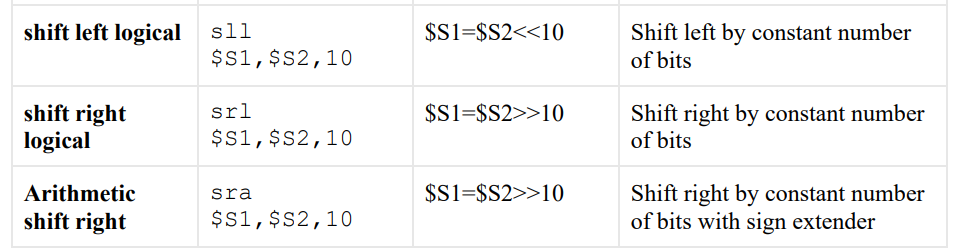 shift left logical
sll
$S1,$S2,10
$S1=$S2<<10
Shift left by constant number
of bits
shift right
logical
srl
$S1,$S2,10
$S1=$S2>>10
Shift right by constant number
of bits
Arithmetic
shift right
sra
$S1,$S2,10
$S1=$S2>>10
Shift right by constant number
of bits with sign extender